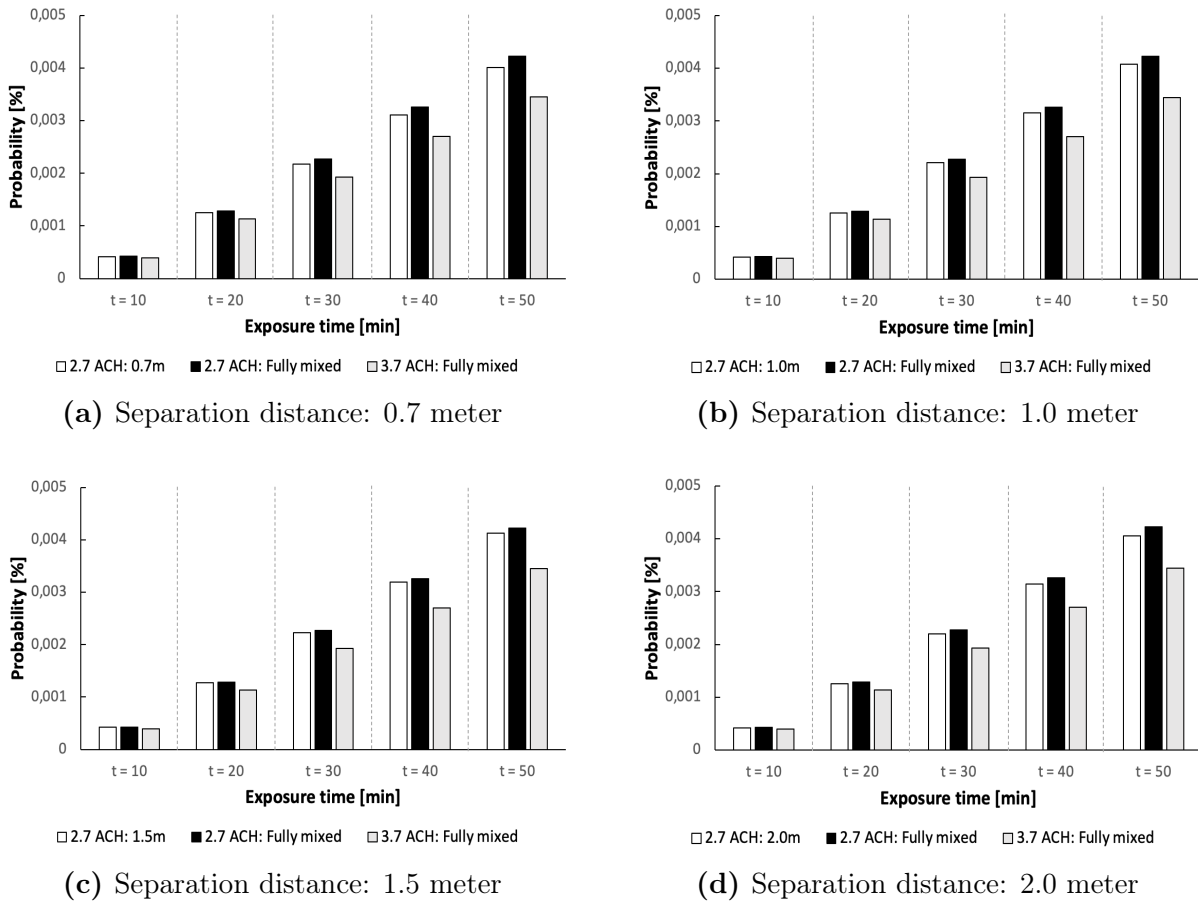 0,005
0,004
0,003
0,002
0,001
0
Probability [%]
t = 10 t = 20 t = 30 t = 40 t = 50
Exposure time [min]
2.7 ACH: 0.7m 2.7 ACH: Fully mixed 3.7 ACH: Fully mixed
(a) Separation distance: 0.7 meter
0,005
0,004
0,003
0,002
0,001
0
Probability [%]
t = 10 t = 20 t = 30 t = 40 t = 50
Exposure time [min]
2.7 ACH: 1.0m 2.7 ACH: Fully mixed 3.7 ACH: Fully mixed
(b) Separation distance: 1.0 meter
0,005
0,004
0,003
0,002
0,001
0
Probability [%]
t = 10 t = 20 t = 30 t = 40 t = 50
Exposure time [min]
2.7 ACH: 1.5m 2.7 ACH: Fully mixed 3.7 ACH: Fully mixed
(c) Separation distance: 1.5 meter
0,005
0,004
0,003
0,002
0,001
0
Probability [%]
t = 10 t = 20 t = 30 t = 40 t = 50
Exposure time [min]
2.7 ACH: 2.0m 2.7 ACH: Fully mixed 3.7 ACH: Fully mixed
(d) Separation distance: 2.0 meter